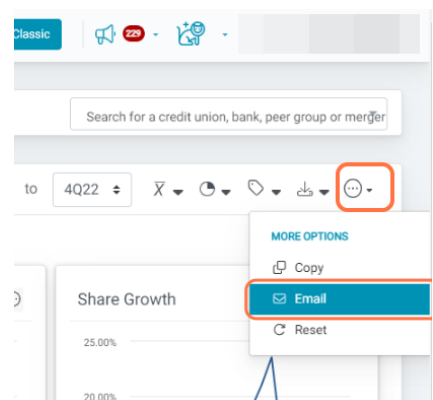 Classic
229
Search for a credit union, bank, peer group or merger
to
4Q22
MORE OPTIONS
Copy
Email
Reset
Share Growth
25.00%
20.00%